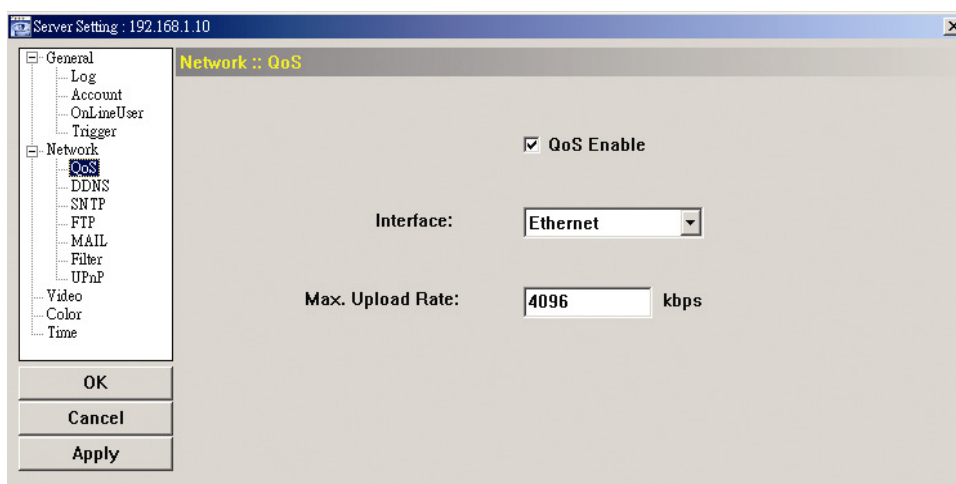 Server Setting : 192.168.1.10
General
Log
Account
OnLineUser
Trigger
Network
QoS
DDNS
SNTP
FTP
MAIL
Filter
UPnP
Video
Color
Time
OK
Cancel
Apply
Network :: QoS
QoS Enable
Interface: Ethernet
Max. Upload Rate: 4096 kbps